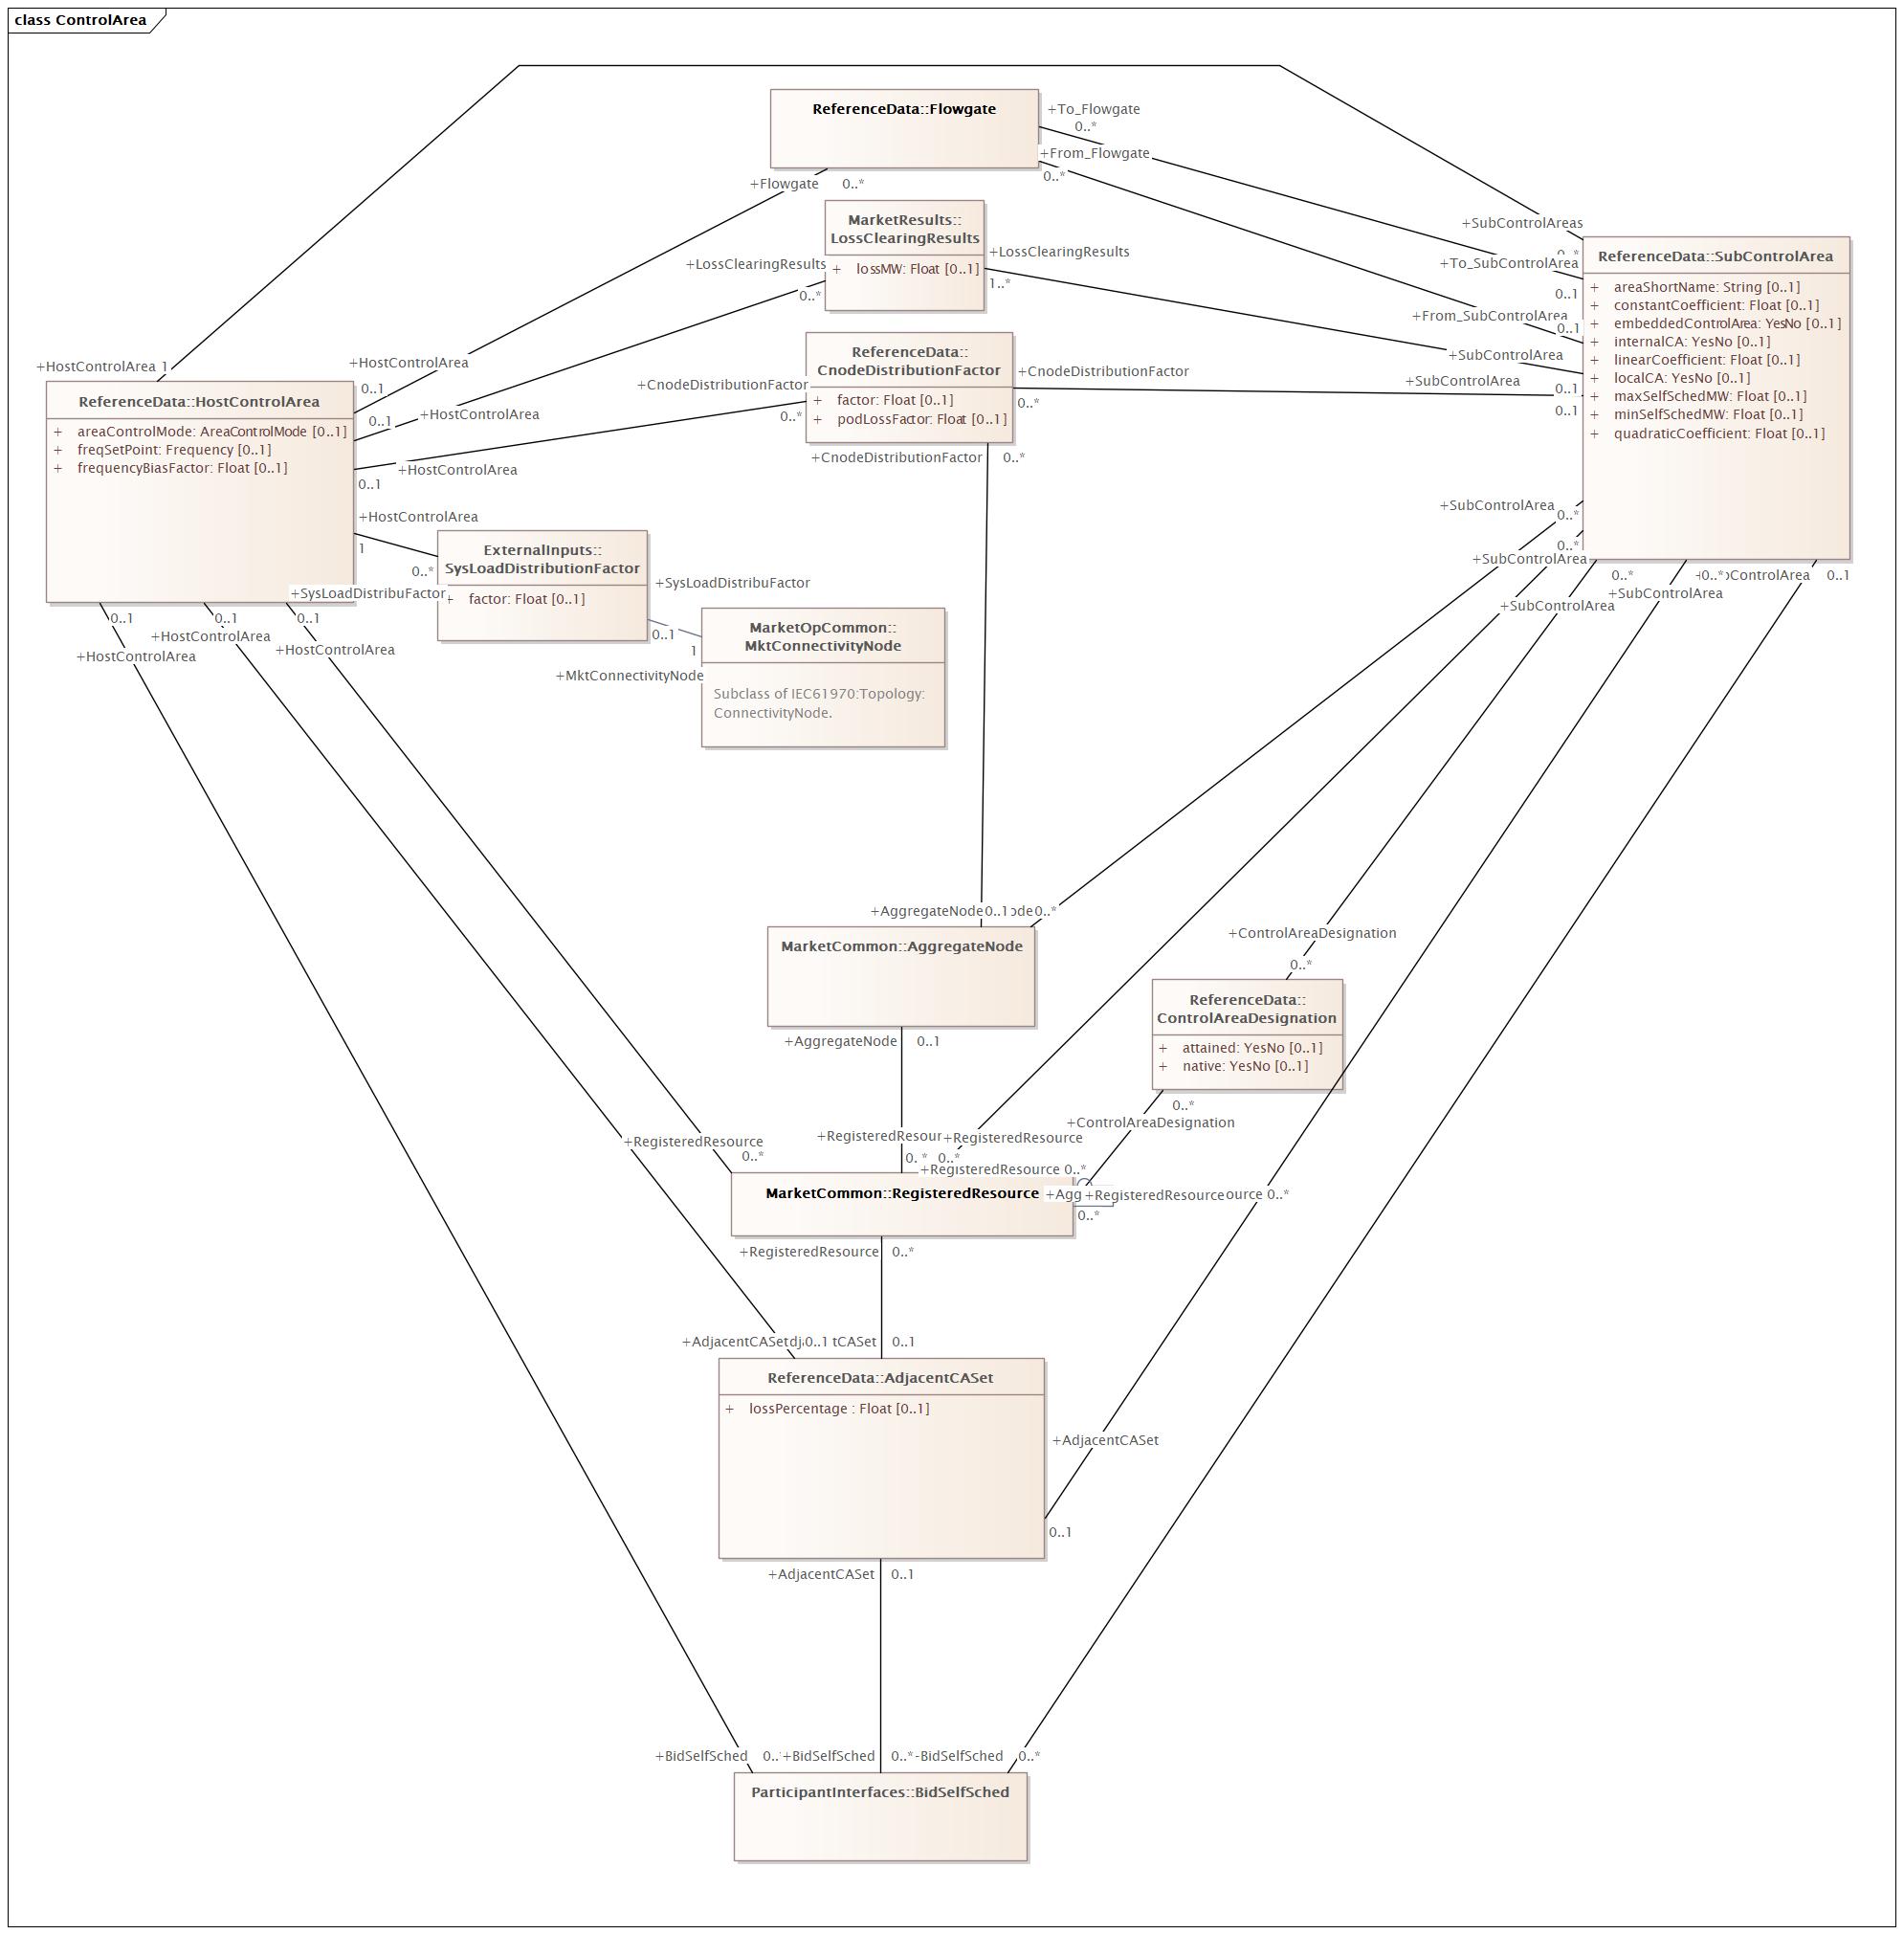 class ControlArea
ReferenceData::Flowgate
+To_Flowgate
0..*
+From_Flowgate
0..*
+Flowgate 0..*
MarketResults::
LossClearingResults
+ lossMW: Float [0..1]
+LossClearingResults
0..*
+LossClearingResults
1..*
+SubControlAreas
0..*
+To_SubControlArea
0..1
+From_SubControlArea
0..1
+SubControlArea
0..1
+SubControlArea
0..1
ReferenceData::SubControlArea
+ areaShortName: String [0..1]
+ constantCoefficient: Float [0..1]
+ embeddedControlArea: YesNo [0..1]
+ internalCA: YesNo [0..1]
+ linearCoefficient: Float [0..1]
+ localCA: YesNo [0..1]
+ maxSelfSchedMW: Float [0..1]
+ minSelfSchedMW: Float [0..1]
+ quadraticCoefficient: Float [0..1]
ReferenceData::
CnodeDistributionFactor
+ factor: Float [0..1]
+ podLossFactor: Float [0..1]
+CnodeDistributionFactor
0..*
+CnodeDistributionFactor
0..*
+CnodeDistributionFactor 0..*
+HostControlArea 1
+HostControlArea
0..1
0..1
+HostControlArea
+HostControlArea
0..1
+HostControlArea
1
ReferenceData::HostControlArea
+ areaControlMode: AreaControlMode [0..1]
+ freqSetPoint: Frequency [0..1]
+ frequencyBiasFactor: Float [0..1]
ExternalInputs::
SysLoadDistributionFactor
+ factor: Float [0..1]
0..*
+SysLoadDistribuFactor
+SysLoadDistribuFactor
0..1
1
+MktConnectivityNode
MarketOpCommon::
MktConnectivityNode
Subclass of IEC61970:Topology:
ConnectivityNode.
0..1
+HostControlArea
0..1
+HostControlArea
0..1
+HostControlArea
+SubControlArea
0..*
0..*
+SubControlArea
0..*
+SubControlArea
0..*
+SubControlArea
ControlArea 0..1
+AggregateNode 0..1 ode 0..*
MarketCommon::AggregateNode
+AggregateNode 0..1
+ControlAreaDesignation
0..*
ReferenceData::
ControlAreaDesignation
+ attained: YesNo [0..1]
+ native: YesNo [0..1]
0..*
+ControlAreaDesignation
+RegisteredResource
0..*
+RegisteredResour
0..*
+RegisteredResource
0..*
+RegisteredResource 0..*
MarketCommon::RegisteredResource
+Agg
+RegisteredResource ource 0..*
0..*
+RegisteredResource 0..*
+AdjacentCASet dj 0..1 tCASet 0..1
ReferenceData::AdjacentCASet
+ lossPercentage : Float [0..1]
+AdjacentCASet
0..1
+AdjacentCASet 0..1
+BidSelfSched 0.. +BidSelfSched 0..* -BidSelfSched 0..*
ParticipantInterfaces::BidSelfSched